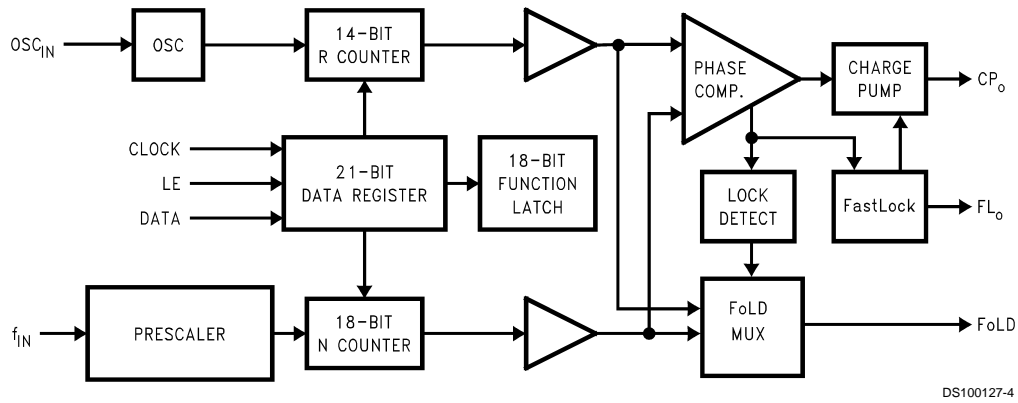 OSC_IN
OSC
14-BIT
R COUNTER
PHASE
COMP.
CHARGE
PUMP
CP_o
CLOCK
LE
DATA
21-BIT
DATA REGISTER
18-BIT
FUNCTION
LATCH
LOCK
DETECT
FastLock
FL_o
f_IN
PRESCALER
18-BIT
N COUNTER
FoLD
MUX
FoLD
DS100127-4